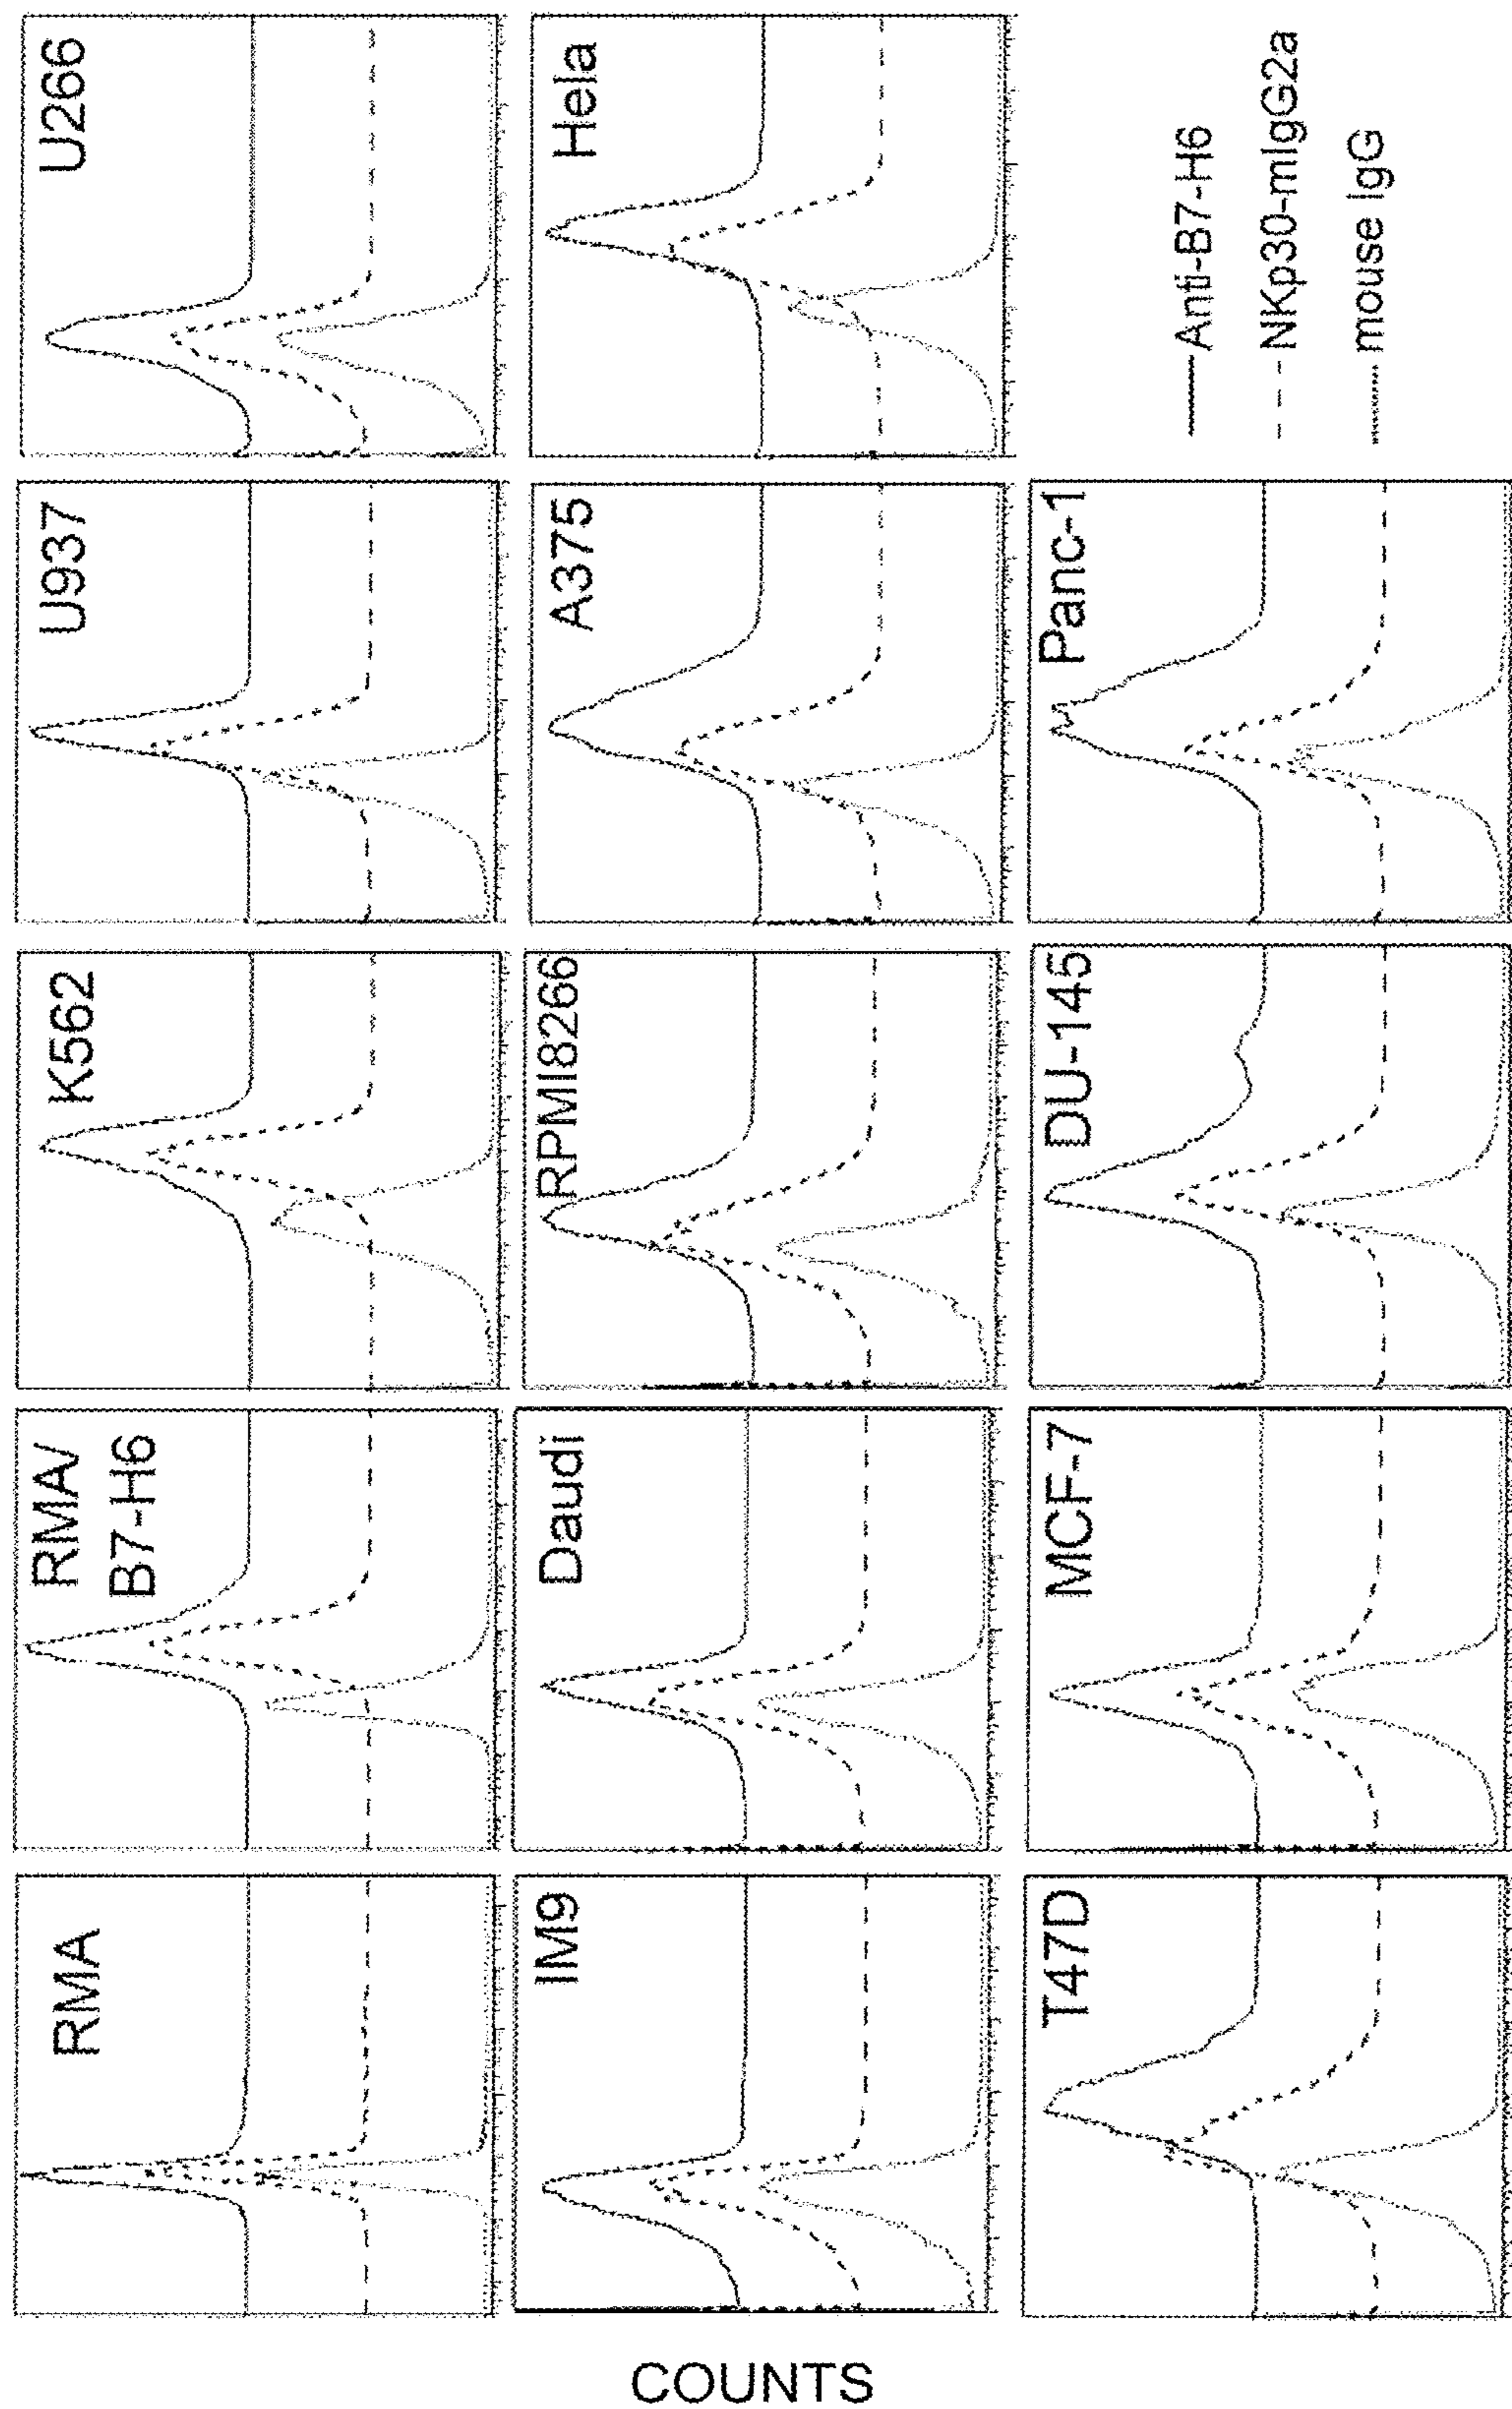 RMA
RMA/
B7-H6
K562
U937
U266
IM9
Daudi
RPMI8266
A375
Hela
T47D
MCF-7
DU-145
Panc-1
Anti-B7-H6
NKp30-mIgG2a
mouse IgG
COUNTS